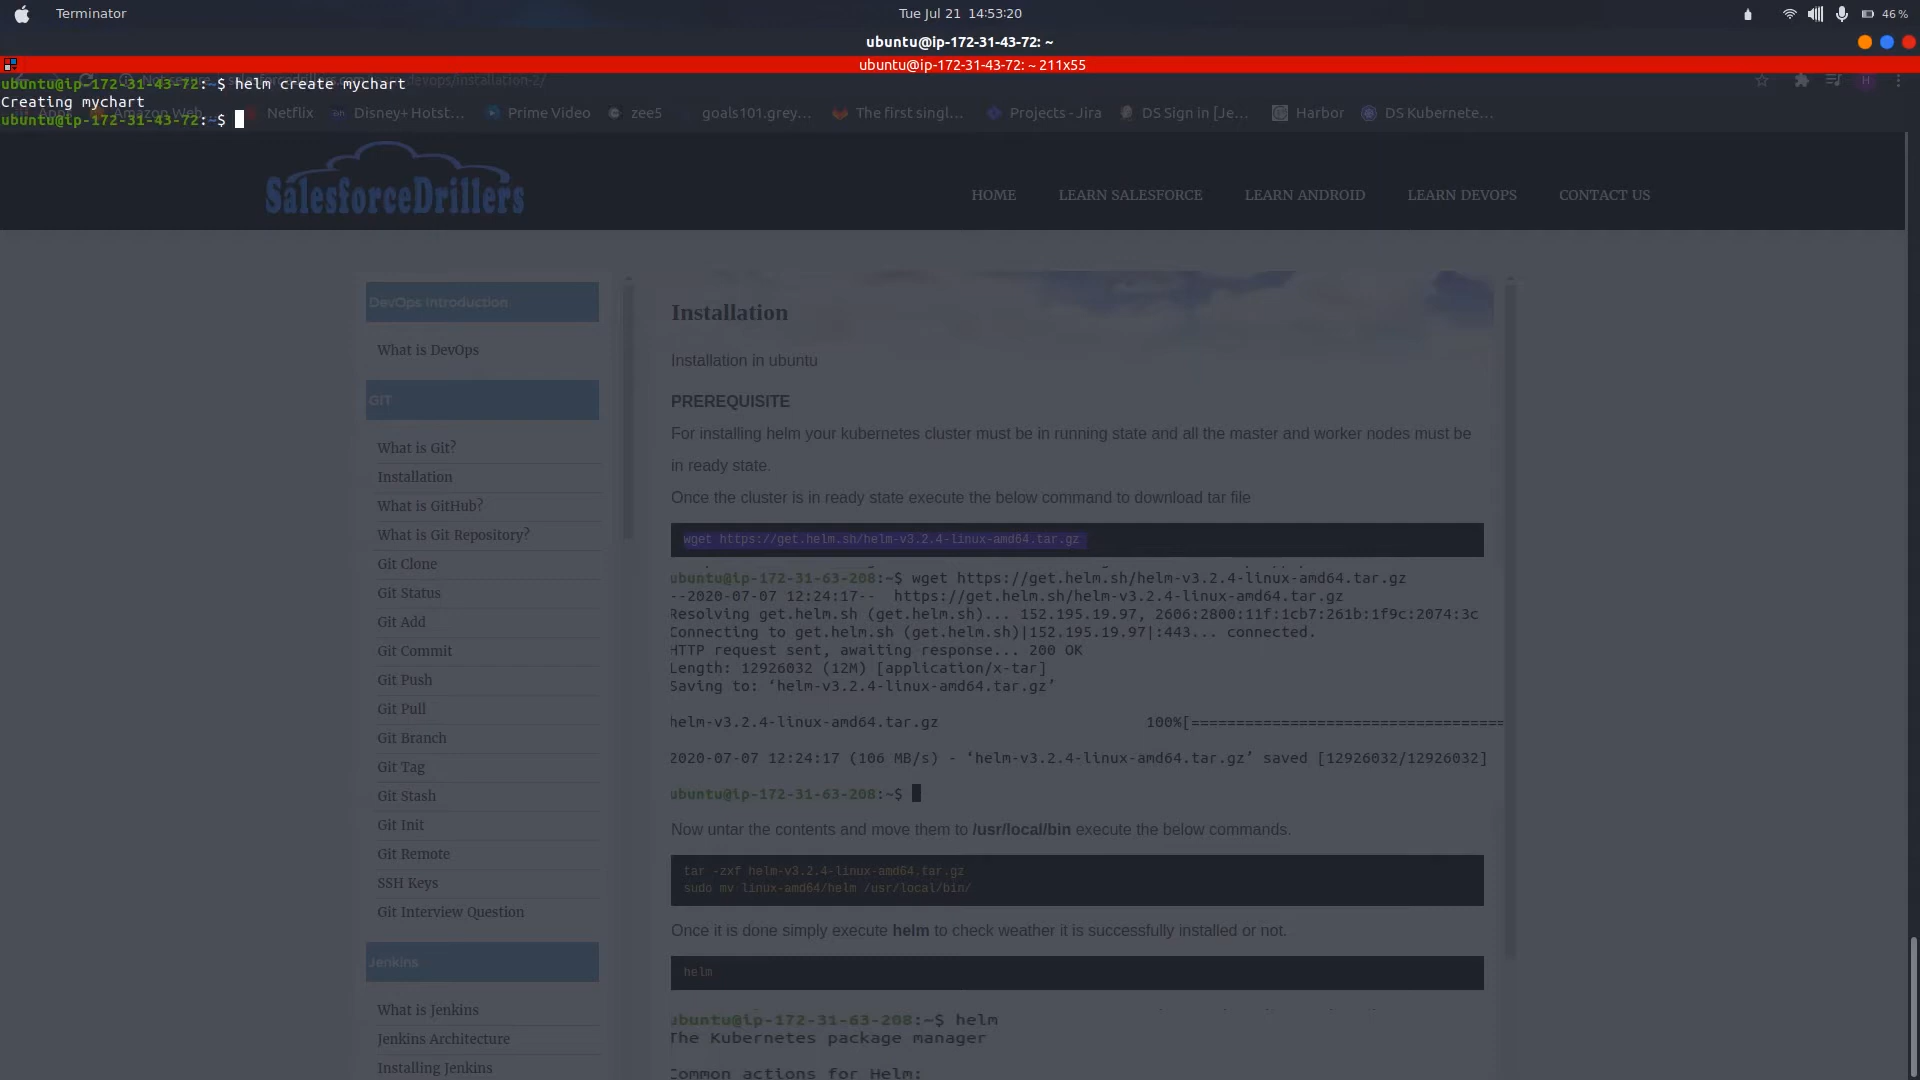 Terminator
Tue Jul 21 14:53:20
46 %
ubuntu@ip-172-31-43-72: ~
ubuntu@ip-172-31-43-72: ~ 211x55
ubuntu@ip-172-31-43-72:~$ helm create mychart
Creating mychart
ubuntu@ip-172-31-43-72:~$
Not secure salesforcedrillers.com devops/installation-2/
H
Amazon Web... Netflix Disney+ Hotst... Prime Video zee5 goals101.grey... The first singl... Projects - Jira DS Sign in [Je... Harbor DS Kubernete...
SalesforceDrillers
HOME LEARN SALESFORCE LEARN ANDROID LEARN DEVOPS CONTACT US
DevOps Introduction
What is DevOps
GIT
What is Git?
Installation
What is GitHub?
What is Git Repository?
Git Clone
Git Status
Git Add
Git Commit
Git Push
Git Pull
Git Branch
Git Tag
Git Stash
Git Init
Git Remote
SSH Keys
Git Interview Question
Jenkins
What is Jenkins
Jenkins Architecture
Installing Jenkins
Installation
Installation in ubuntu
PREREQUISITE
For installing helm your kubernetes cluster must be in running state and all the master and worker nodes must be
in ready state.
Once the cluster is in ready state execute the below command to download tar file
wget https://get.helm.sh/helm-v3.2.4-linux-amd64.tar.gz
ubuntu@ip-172-31-63-208:~$ wget https://get.helm.sh/helm-v3.2.4-linux-amd64.tar.gz
--2020-07-07 12:24:17-- https://get.helm.sh/helm-v3.2.4-linux-amd64.tar.gz
Resolving get.helm.sh (get.helm.sh)... 152.195.19.97, 2606:2800:11f:1cb7:261b:1f9c:2074:3c
Connecting to get.helm.sh (get.helm.sh)|152.195.19.97|:443... connected.
HTTP request sent, awaiting response... 200 OK
Length: 12926032 (12M) [application/x-tar]
Saving to: ‘helm-v3.2.4-linux-amd64.tar.gz’
helm-v3.2.4-linux-amd64.tar.gz 100%[===================================
2020-07-07 12:24:17 (106 MB/s) - ‘helm-v3.2.4-linux-amd64.tar.gz’ saved [12926032/12926032]
ubuntu@ip-172-31-63-208:~$
Now untar the contents and move them to /usr/local/bin execute the below commands.
tar -zxf helm-v3.2.4-linux-amd64.tar.gz
sudo mv linux-amd64/helm /usr/local/bin/
Once it is done simply execute helm to check weather it is successfully installed or not.
helm
ubuntu@ip-172-31-63-208:~$ helm
The Kubernetes package manager
Common actions for Helm: